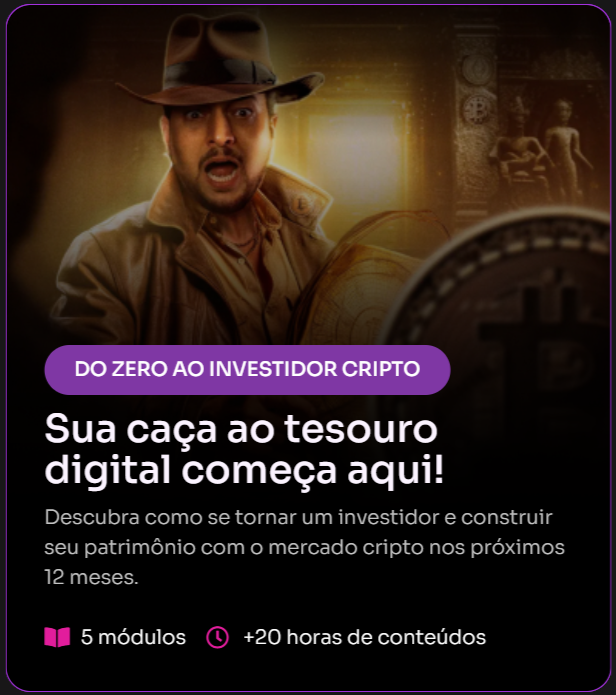 DO ZERO AO INVESTIDOR CRIPTO
Sua caça ao tesouro
digital começa aqui!
Descubra como se tornar um investidor e construir
seu patrimônio com o mercado cripto nos próximos
12 meses.
5 módulos +20 horas de conteúdos